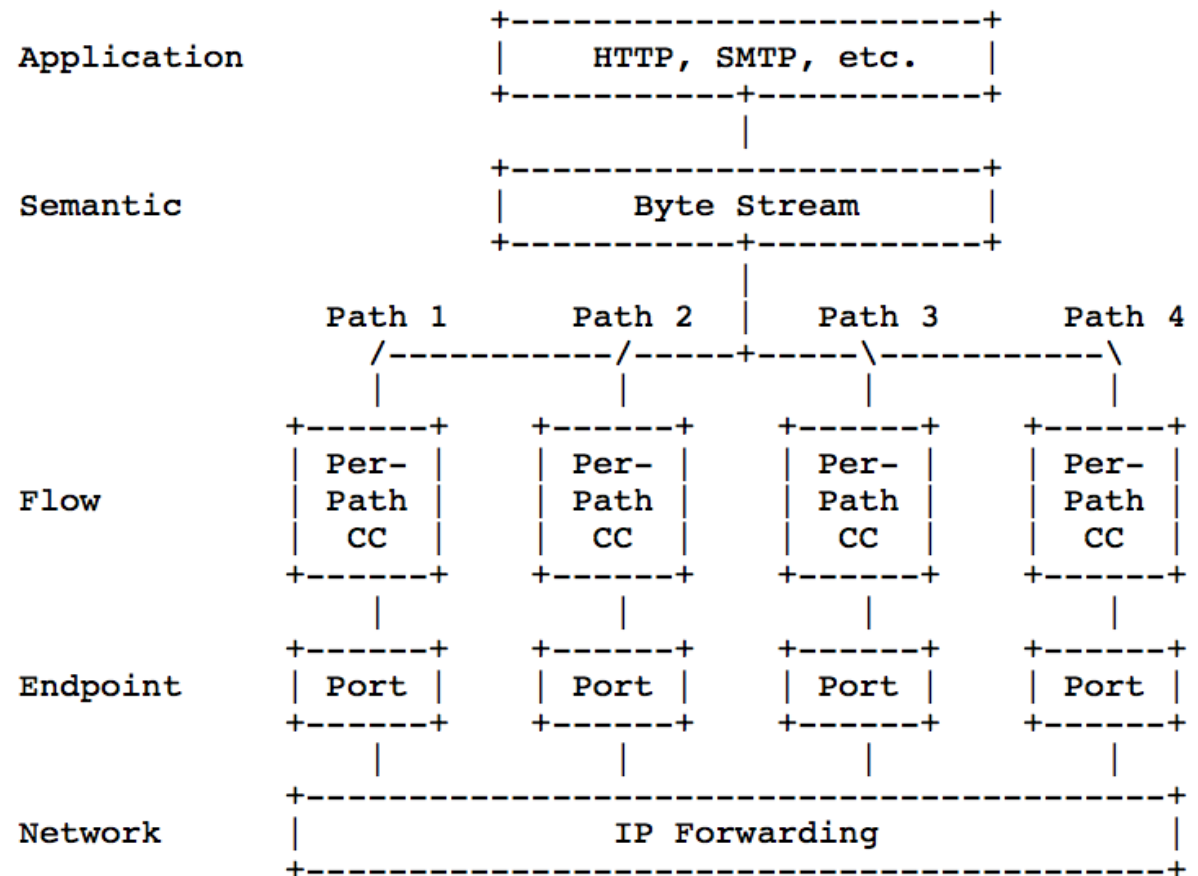 +-----------------------+
Application   |    HTTP, SMTP, etc.   |
              +-----------+-----------+
                          |
              +-----------------------+
Semantic      |      Byte Stream      |
              +-----------+-----------+
                          |
      Path 1      Path 2  |   Path 3      Path 4
        /-----------/-----+-----\-----------\
        |           |           |           |
    +------+    +------+    +------+    +------+
    | Per- |    | Per- |    | Per- |    | Per- |
Flow | Path |    | Path |    | Path |    | Path |
    |  CC  |    |  CC  |    |  CC  |    |  CC  |
    +------+    +------+    +------+    +------+
        |           |           |           |
    +------+    +------+    +------+    +------+
Endpoint | Port |    | Port |    | Port |    | Port |
    +------+    +------+    +------+    +------+
        |           |           |           |
    +------------------------------------------+
Network |               IP Forwarding              |
    +------------------------------------------+